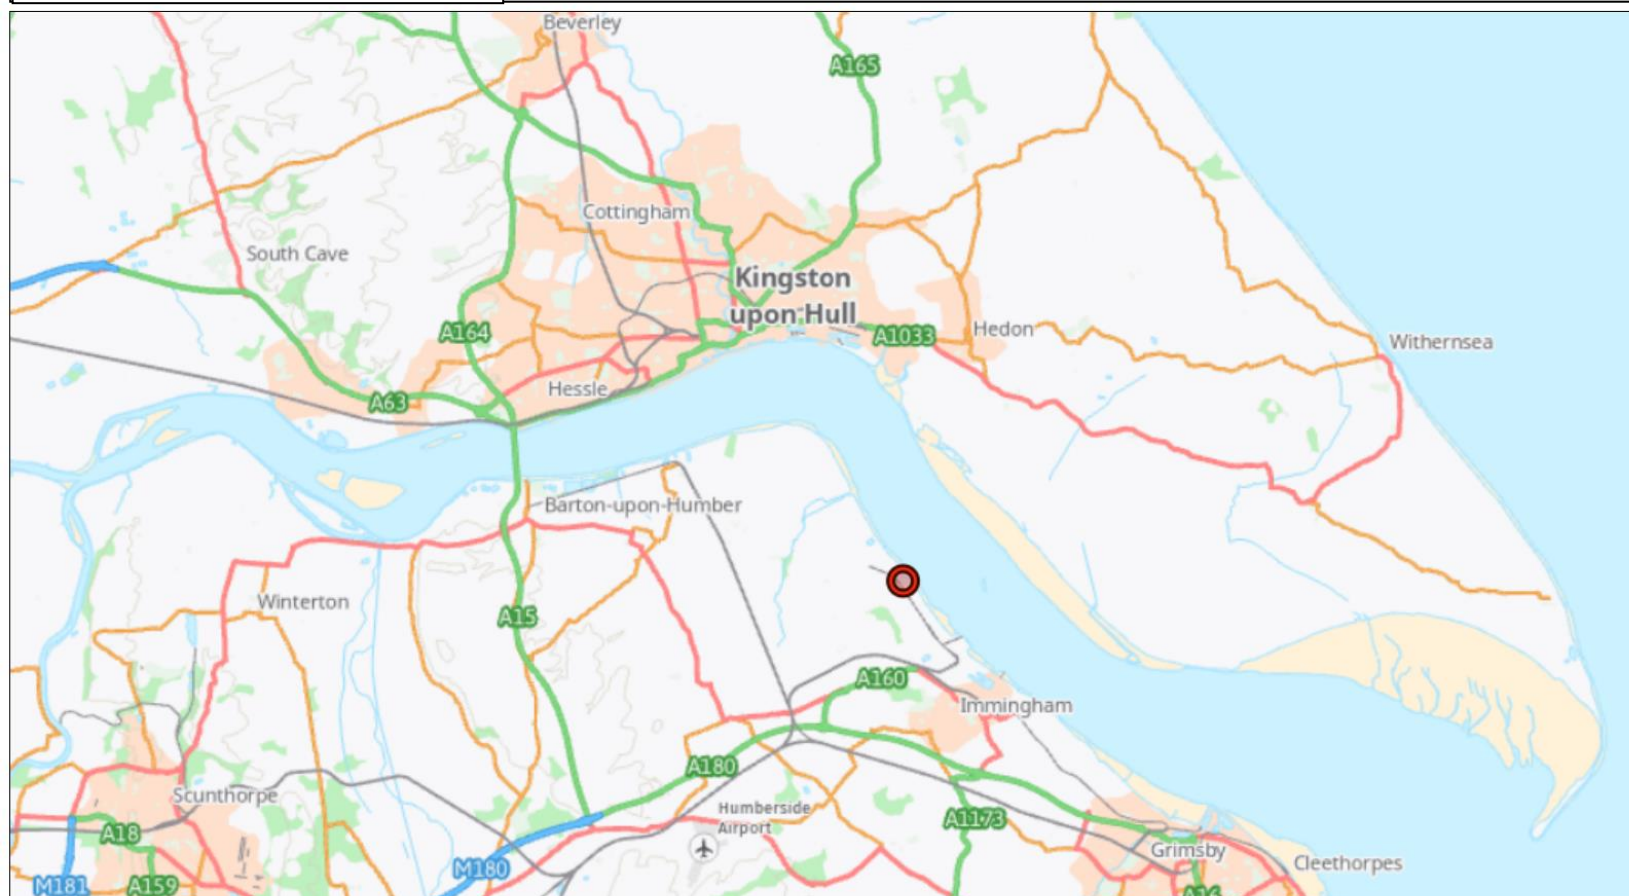 Beverley
A165
Cottingham
South Cave
Kingston
upon Hull
A164
A1033
Hedon
Withernsea
Hessle
A63
Barton-upon-Humber
Winterton
A15
A160
Immingham
A180
Scunthorpe
Humberside
Airport
A1173
A18
Grimsby
M180
Cleethorpes
M181
A159
A16